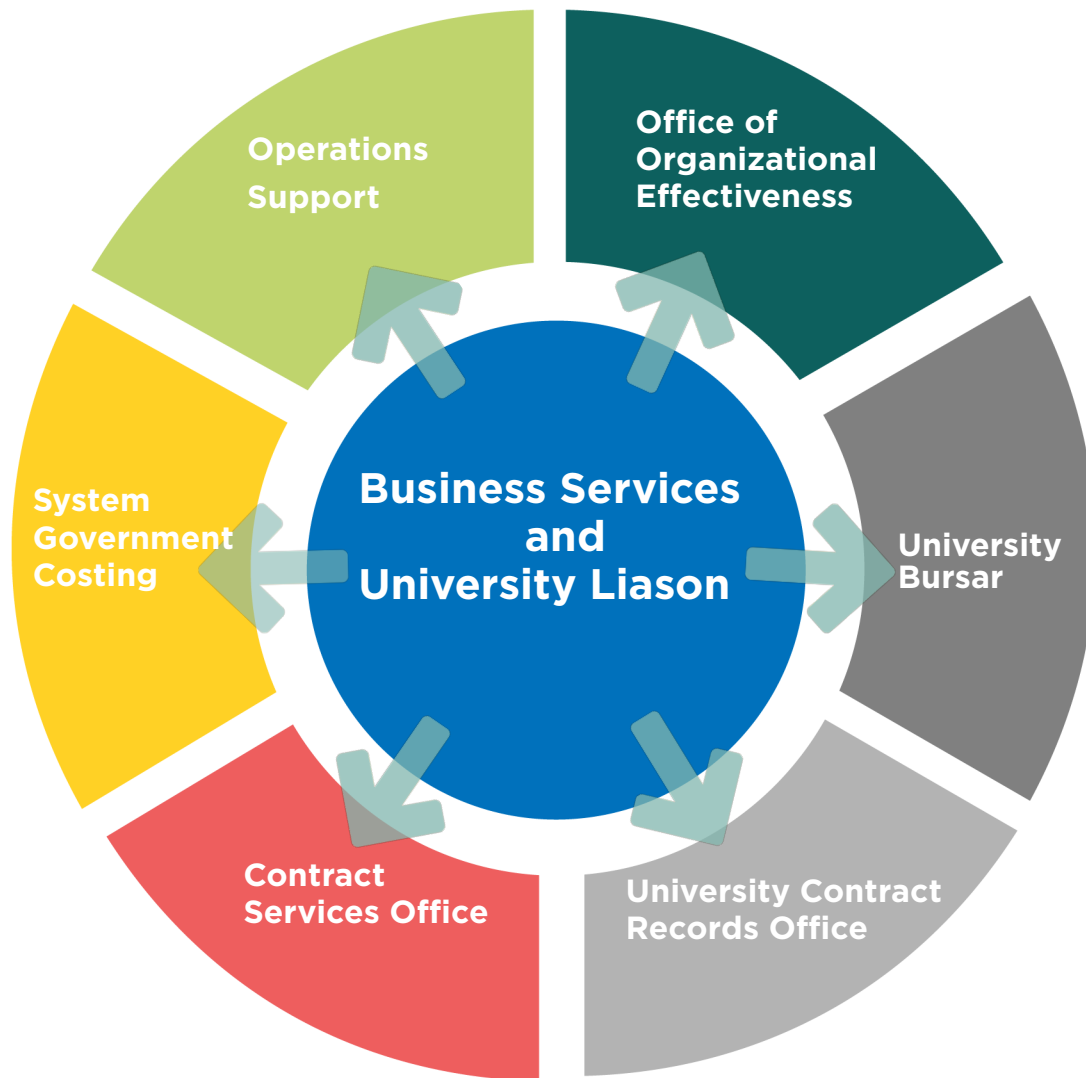 Operations
Support
Office of
Organizational
Effectiveness
System
Government
Costing
Business Services
and
University Liason
University
Bursar
Contract
Services Office
University Contract
Records Office